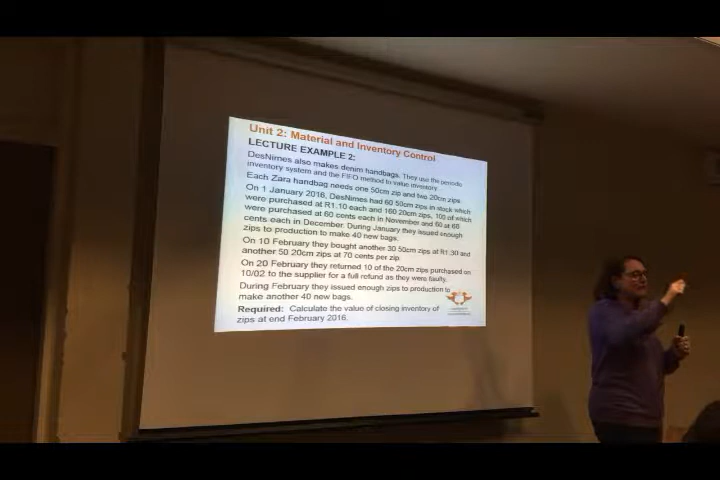 Unit 2: Material and Inventory Control
LECTURE EXAMPLE 2:
DesNimes also makes denim handbags. They use the periodic
inventory system and the FIFO method to value inventory.
Each Zara handbag needs one 50cm zip and two 20cm zips.
On 1 January 2016, DesNimes had 60 50cm zips in stock which
were purchased at R1.10 each and 160 20cm zips, 100 of which
were purchased at 60 cents each in November and 60 at 68
cents each in December. During January they issued enough
zips to production to make 40 new bags.
On 10 February they bought another 30 50cm zips at R1.30 and
another 50 20cm zips at 70 cents per zip.
On 20 February they returned 10 of the 20cm zips purchased on
10/02 to the supplier for a full refund as they were faulty.
During February they issued enough zips to production to
make another 40 new bags.
Required: Calculate the value of closing inventory of
zips at end February 2016.